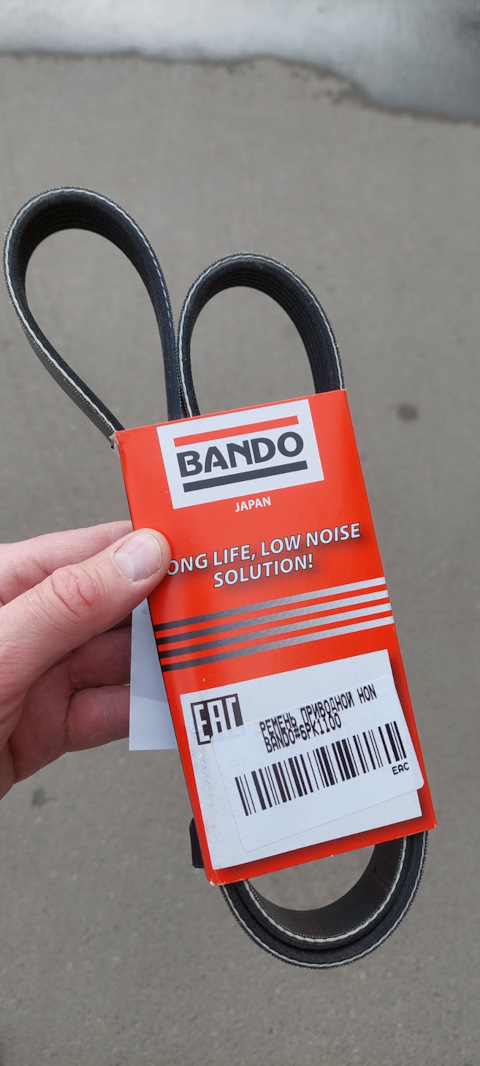 BANDO
JAPAN
ONG LIFE, LOW NOISE
SOLUTION!
EAC
РЕМЕНЬ ПРИВОДНОЙ HON
BANDO=6PK1100
EAC